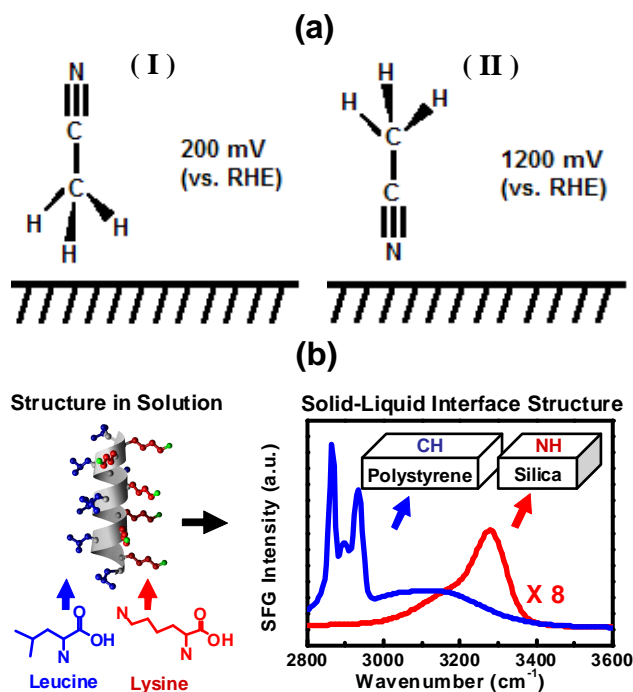 (a)
( I )
( II )
N
C
C
H
H
H
200 mV
(vs. RHE)
H
H
H
C
C
N
1200 mV
(vs. RHE)
(b)
Structure in Solution
Solid-Liquid Interface Structure
SFG Intensity (a.u.)
CH
NH
Polystyrene
Silica
X 8
O
OH
N
Leucine
N
O
OH
N
Lysine
2800 3000 3200 3400 3600
Wavenumber (cm⁻¹)